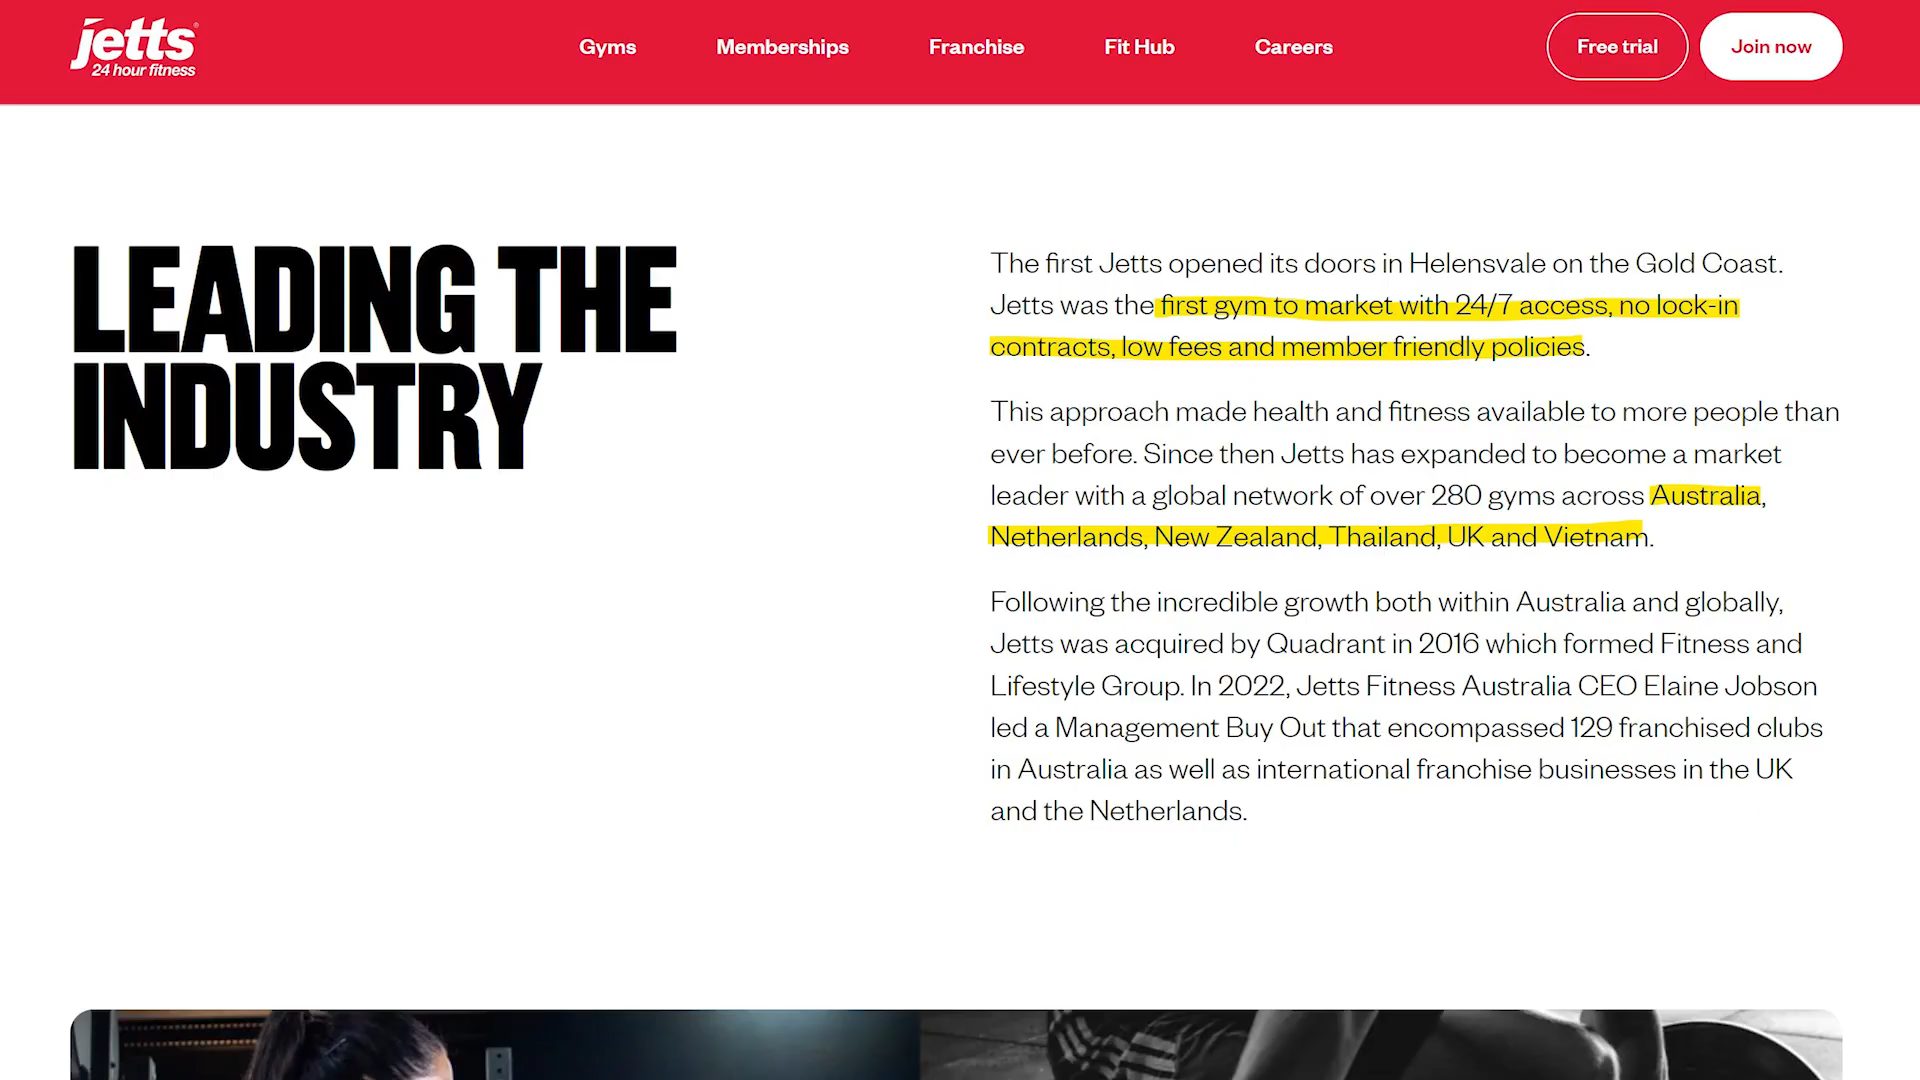 jetts
24 hour fitness
Gyms
Memberships
Franchise
Fit Hub
Careers
Free trial
Join now
LEADING THE
INDUSTRY
The first Jetts opened its doors in Helensvale on the Gold Coast.
Jetts was the first gym to market with 24/7 access, no lock-in
contracts, low fees and member friendly policies.
This approach made health and fitness available to more people than
ever before. Since then Jetts has expanded to become a market
leader with a global network of over 280 gyms across Australia,
Netherlands, New Zealand, Thailand, UK and Vietnam.
Following the incredible growth both within Australia and globally,
Jetts was acquired by Quadrant in 2016 which formed Fitness and
Lifestyle Group. In 2022, Jetts Fitness Australia CEO Elaine Jobson
led a Management Buy Out that encompassed 129 franchised clubs
in Australia as well as international franchise businesses in the UK
and the Netherlands.